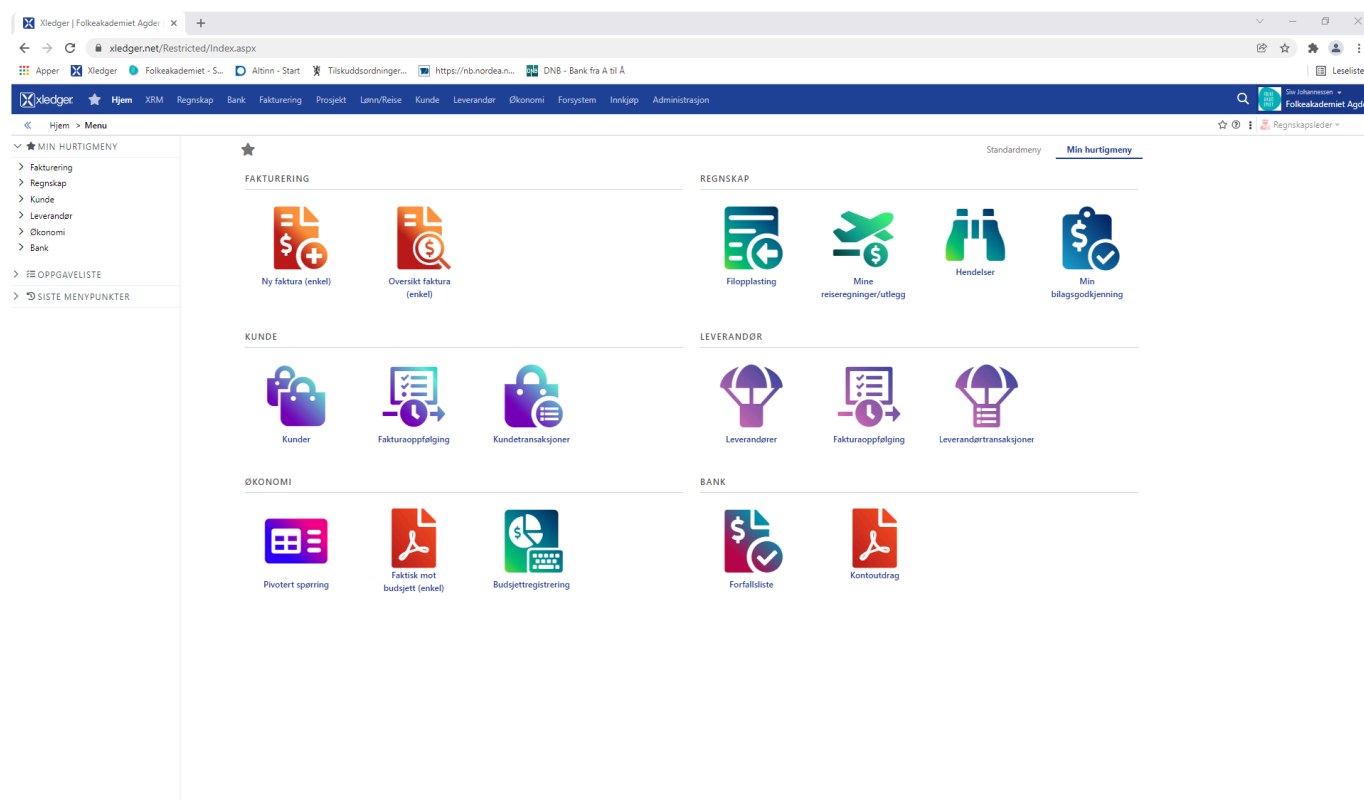 Xledger | Folkeakademiet Agder
xledger.net/Restricted/Index.aspx
Apper Xledger Folkeakademiet - S... Altinn - Start Tilskuddsordninger... https://nb.nordea.n... DNB - Bank fra A til Å Leseliste
xledger Hjem XRM Regnskap Bank Fakturering Prosjekt Lønn/Reise Kunde Leverandør Økonomi Forsystem Innkjøp Administrasjon
Siw Johannessen
Folkeakademiet Agde
Hjem > Menu Regnskapsleder
MIN HURTIGMENY
Fakturering
Regnskap
Kunde
Leverandør
Økonomi
Bank
OPPGAVELISTE
SISTE MENYPUNKTER
Standardmeny Min hurtigmeny
FAKTURERING
Ny faktura (enkel)
Oversikt faktura
(enkel)
REGNSKAP
Filopplasting
Mine
reiseregninger/utlegg
Hendelser
Min
bilagsgodkjenning
KUNDE
Kunder
Fakturaoppfølging
Kundetransaksjoner
LEVERANDØR
Leverandører
Fakturaoppfølging
Leverandørtransaksjoner
ØKONOMI
Pivotert spørring
Faktisk mot
budsjett (enkel)
Budsjettregistrering
BANK
Forfallsliste
Kontoutdrag